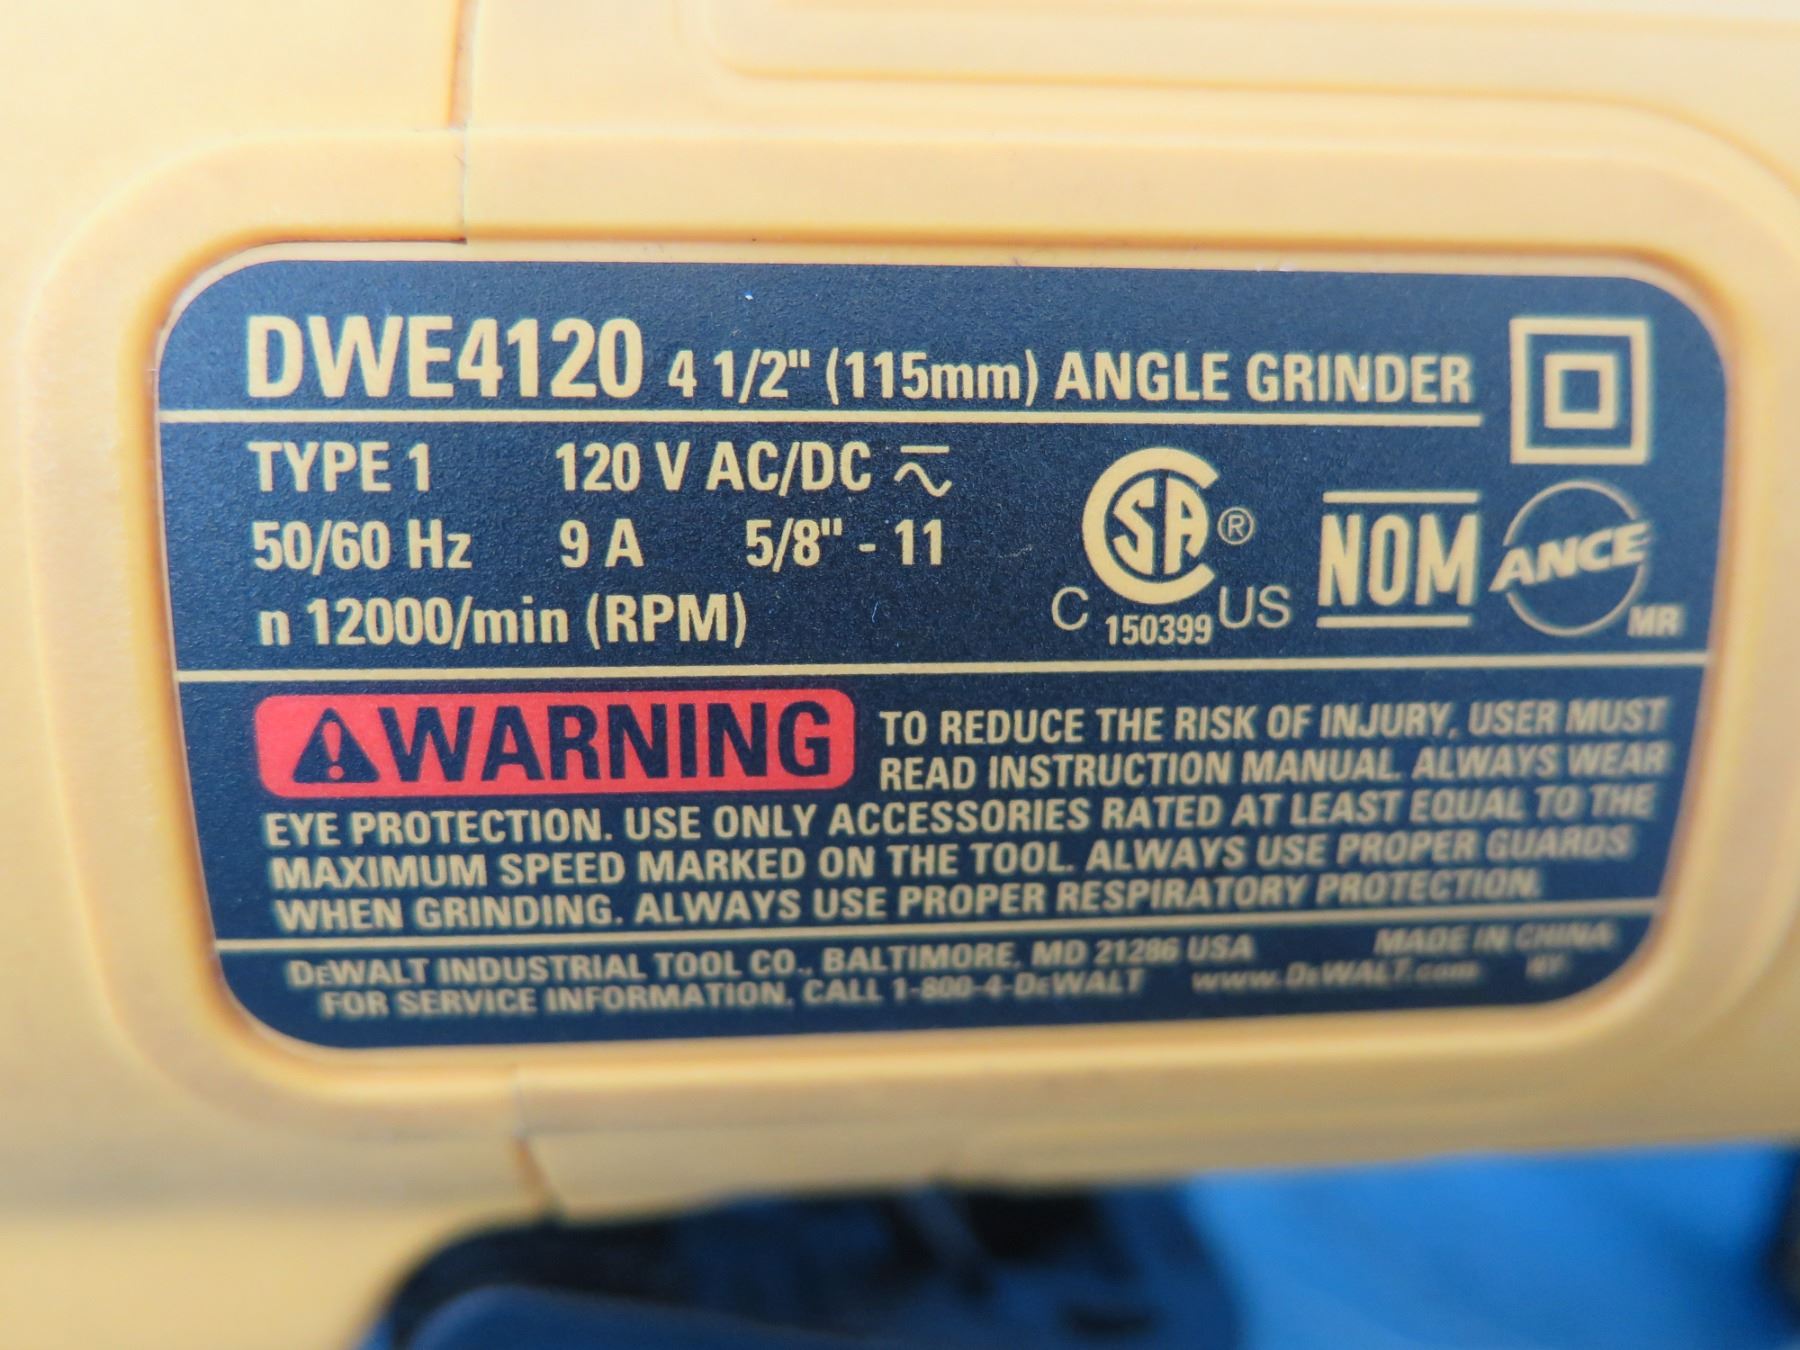 DWE4120 4 1/2" (115mm) ANGLE GRINDER
TYPE 1 120 V AC/DC
50/60 Hz 9 A 5/8" - 11
n 12000/min (RPM)
CSA ®
C 150399 US
NOM
ANCE
MR
WARNING TO REDUCE THE RISK OF INJURY, USER MUST
READ INSTRUCTION MANUAL. ALWAYS WEAR
EYE PROTECTION. USE ONLY ACCESSORIES RATED AT LEAST EQUAL TO THE
MAXIMUM SPEED MARKED ON THE TOOL. ALWAYS USE PROPER GUARDS
WHEN GRINDING. ALWAYS USE PROPER RESPIRATORY PROTECTION.
DEWALT INDUSTRIAL TOOL CO., BALTIMORE, MD 21286 USA MADE IN CHINA
FOR SERVICE INFORMATION, CALL 1-800-4-DEWALT www.DEWALT.com